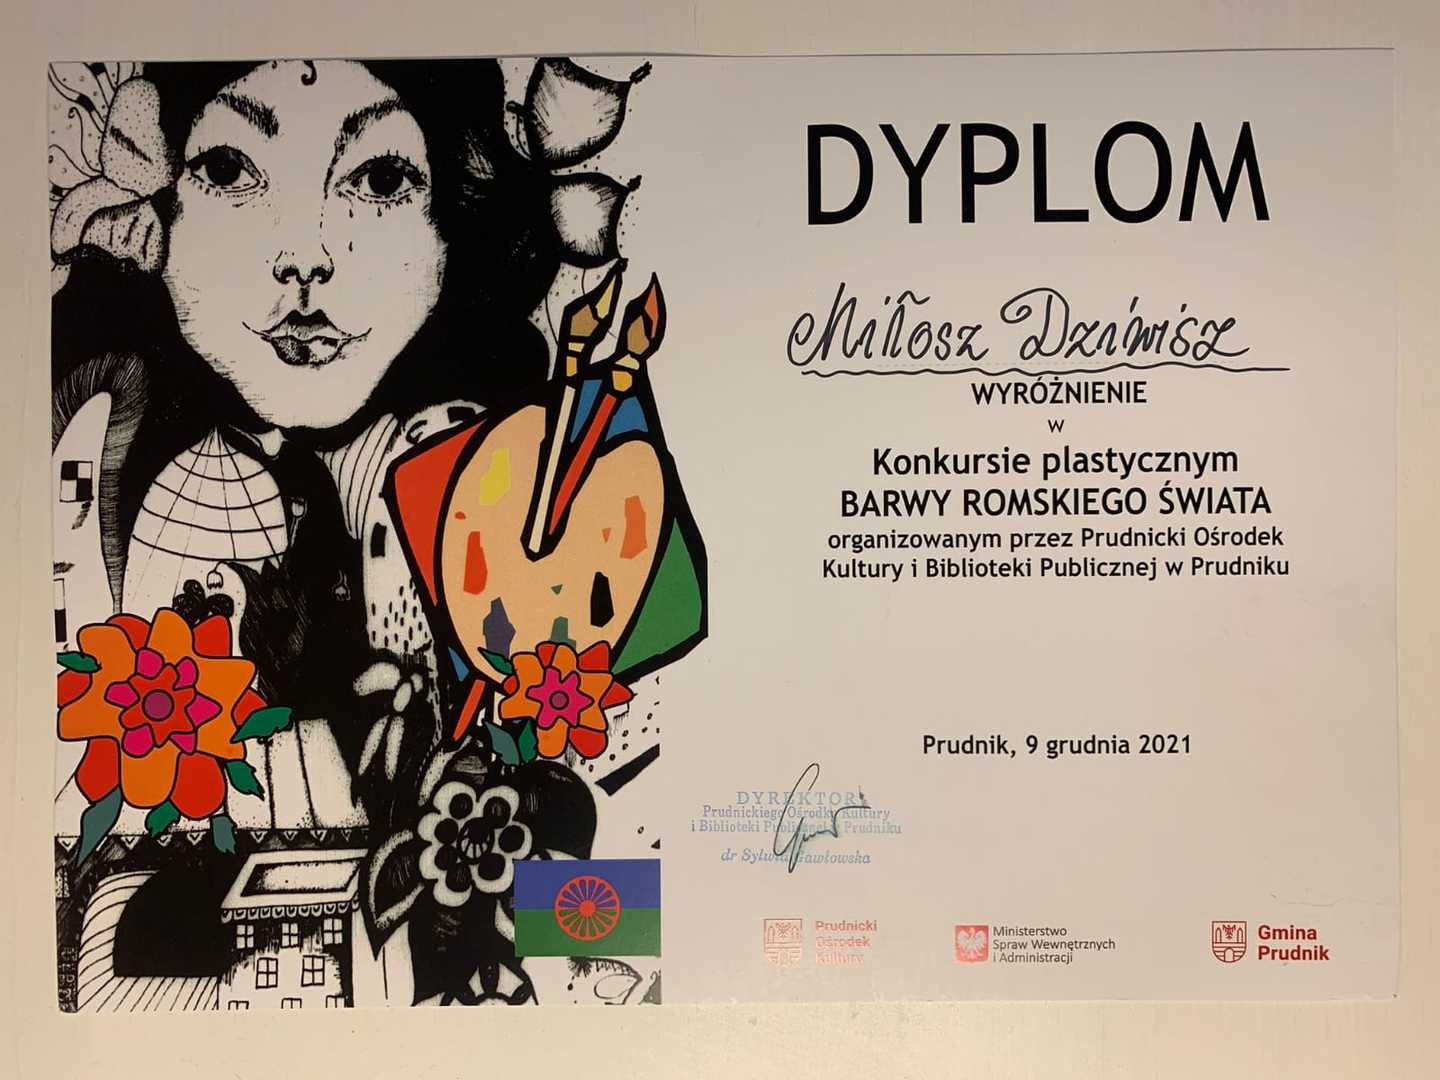 DYPLOM
Miłosz Dziwisz
WYRÓŻNIENIE
w
Konkursie plastycznym
BARWY ROMSKIEGO ŚWIATA
organizowanym przez Prudnicki Ośrodek
Kultury i Biblioteki Publicznej w Prudniku
Prudnik, 9 grudnia 2021
DYREKTOR
Prudnickiego Ośrodka Kultury
i Biblioteki Publicznej w Prudniku
dr Sylwia Gawłowska
Prudnicki
Ośrodek
Kultury
Ministerstwo
Spraw Wewnętrznych
i Administracji
Gmina
Prudnik